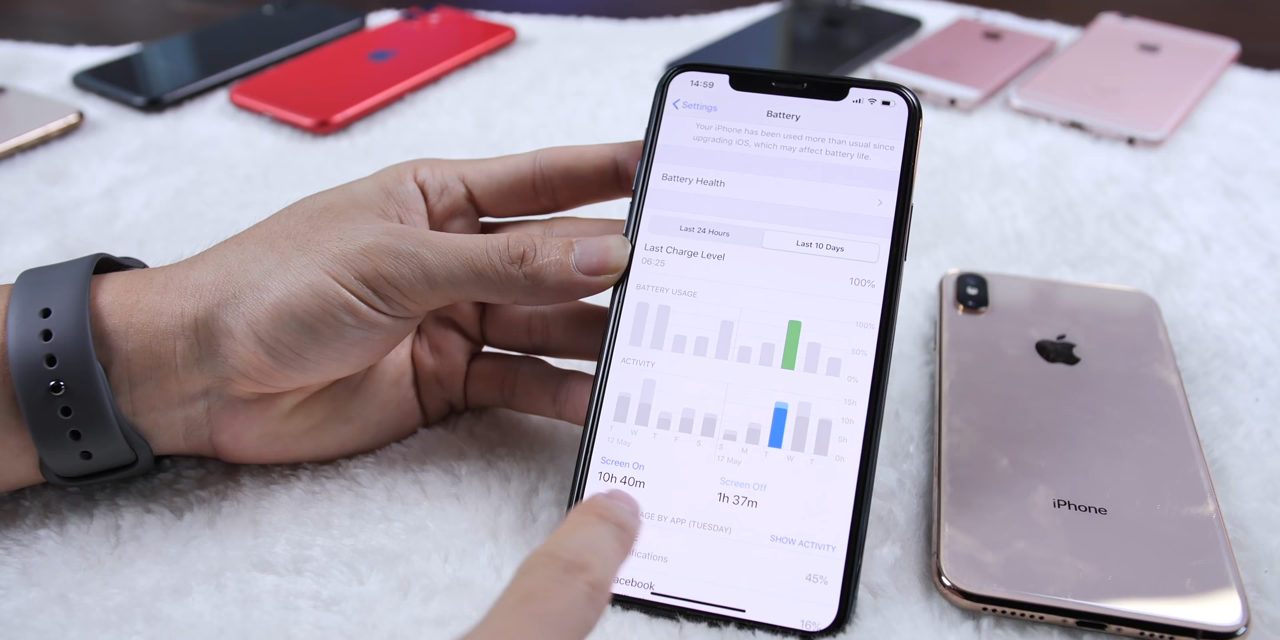 14:59
Settings
Battery
Your iPhone has been used more than usual since
upgrading iOS, which may affect battery life.
Battery Health
Last 24 Hours
Last 10 Days
Last Charge Level
06:25
100%
BATTERY USAGE
100%
0%
ACTIVITY
15h
10h
5h
0h
T W T F S S M T W T
12 May
17 May
Screen On
10h 40m
Screen Off
1h 37m
BY APP (TUESDAY)
SHOW ACTIVITY
45%
16%
iPhone